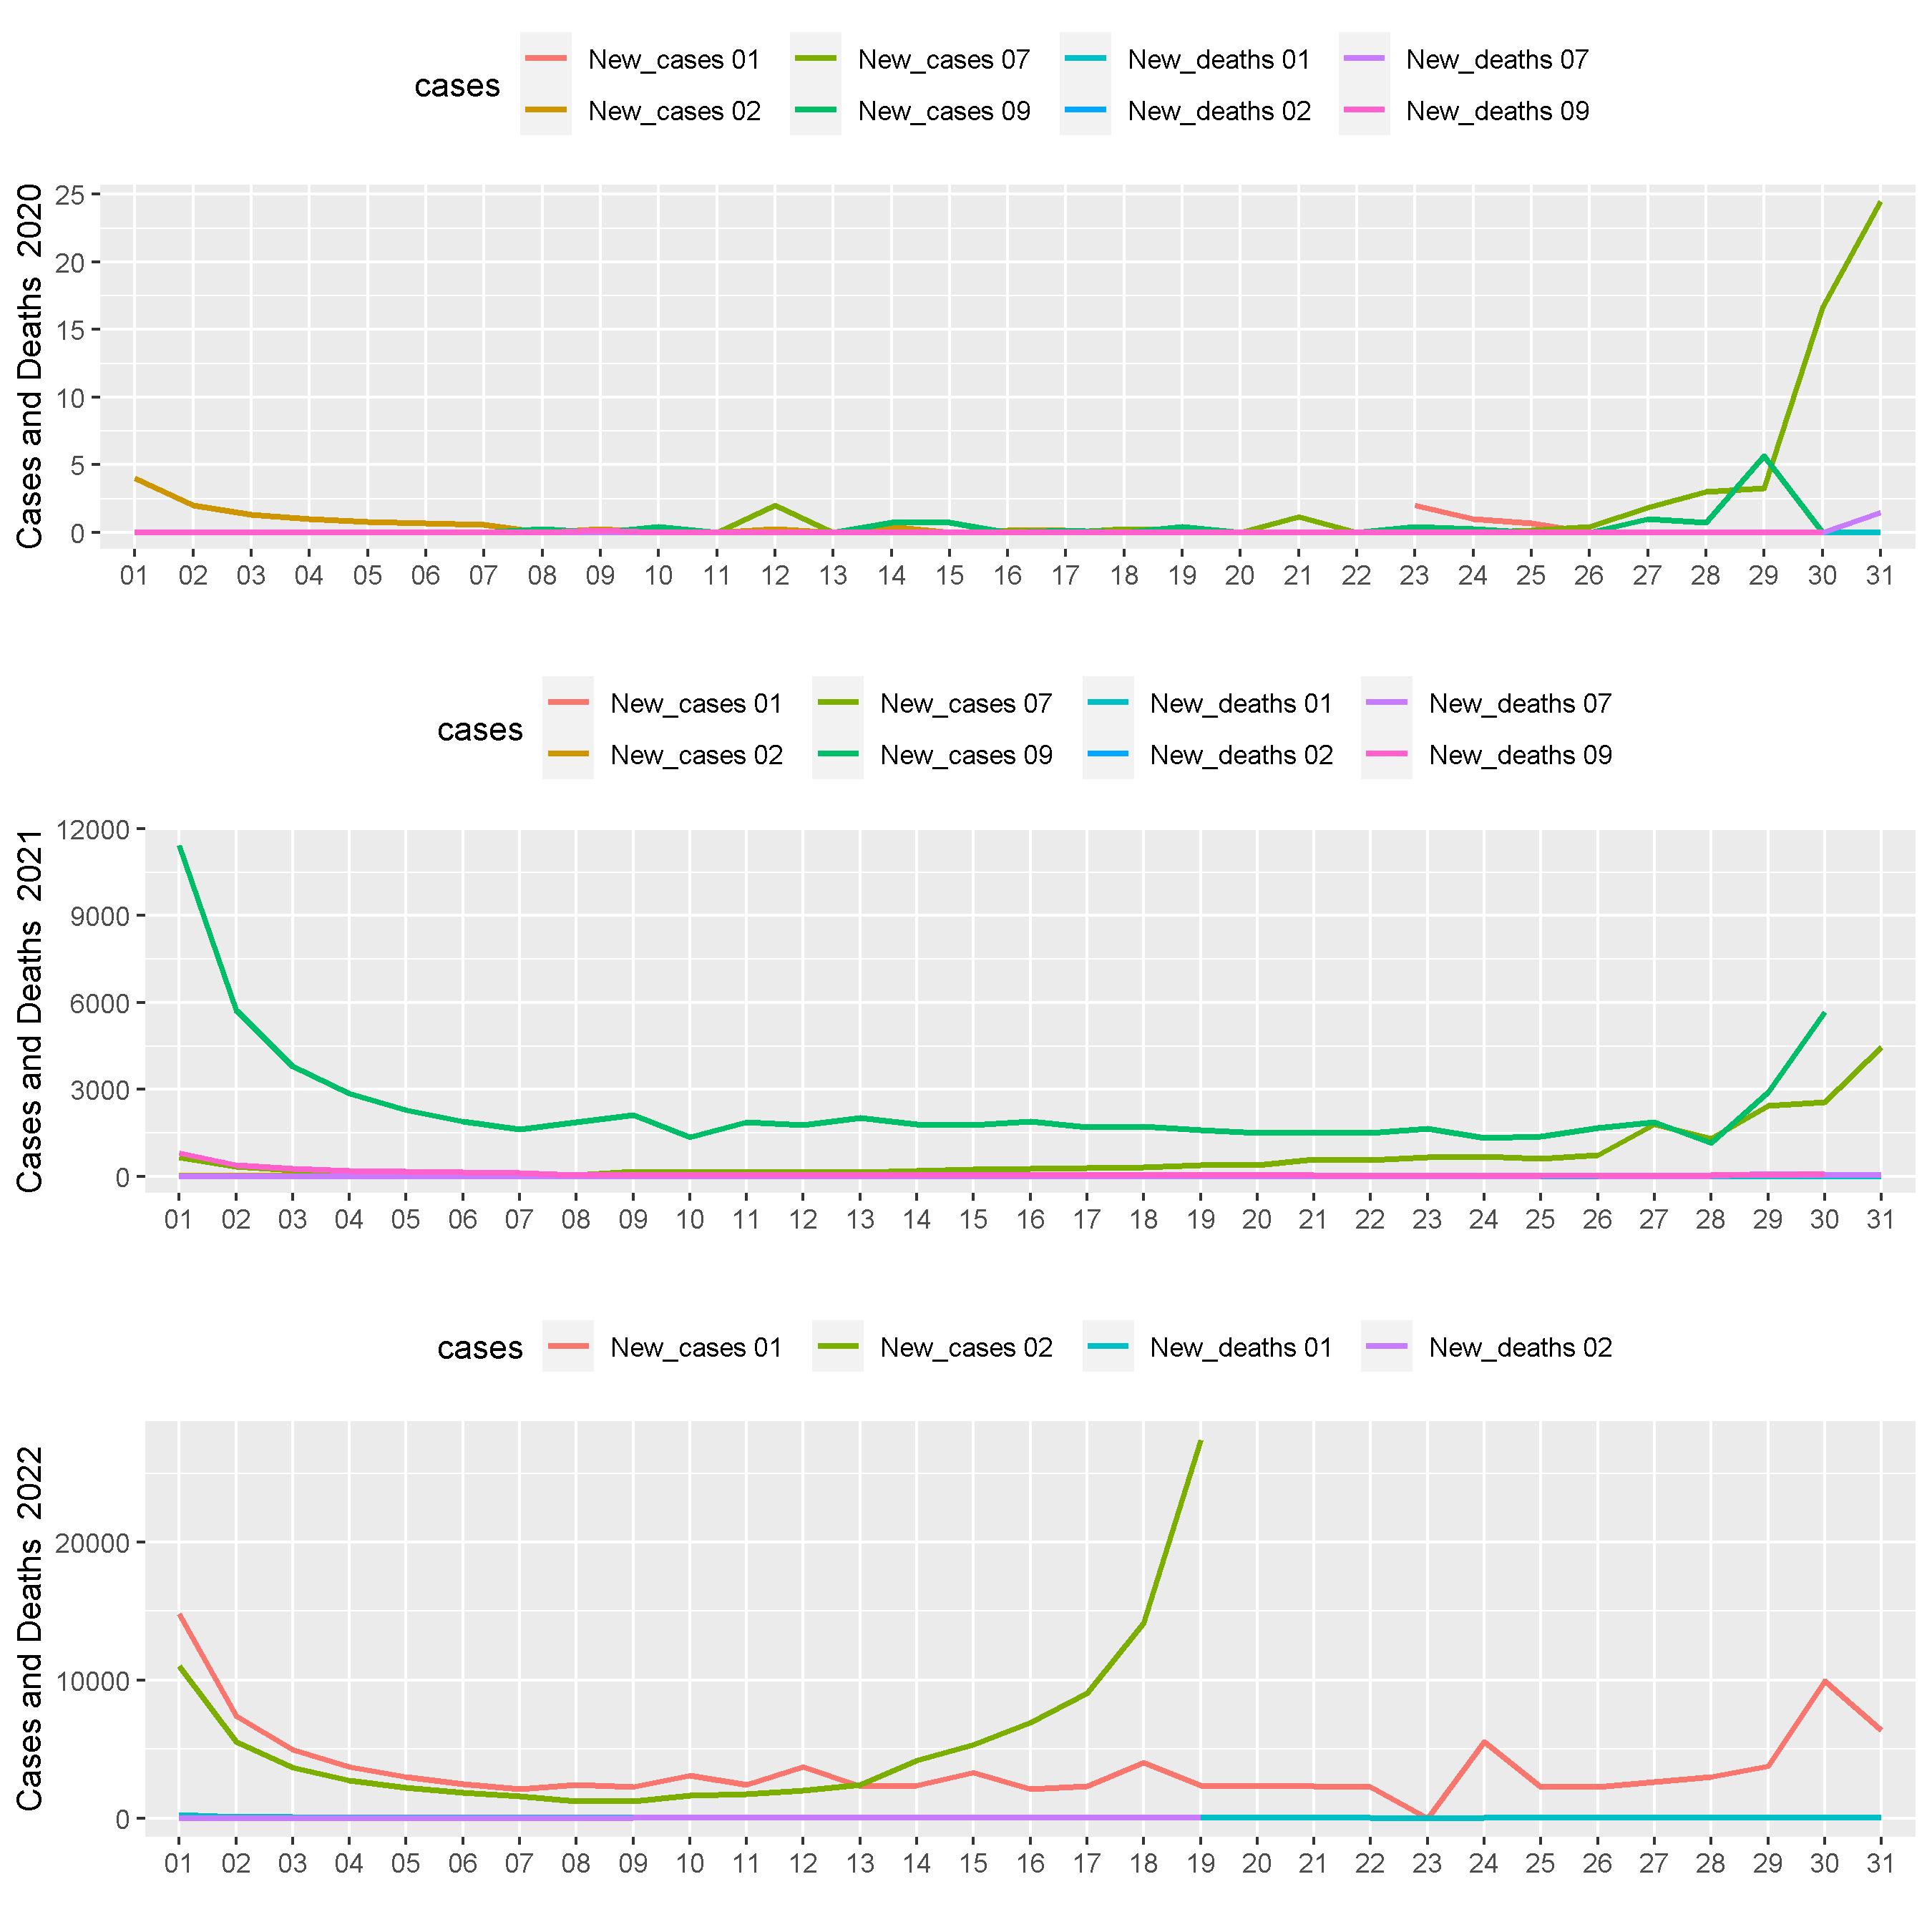 cases New_cases 01 New_cases 07 New_deaths 01 New_deaths 07
New_cases 02 New_cases 09 New_deaths 02 New_deaths 09
Cases and Deaths 2020
25
20
15
10
5
0
01 02 03 04 05 06 07 08 09 10 11 12 13 14 15 16 17 18 19 20 21 22 23 24 25 26 27 28 29 30 31
cases New_cases 01 New_cases 07 New_deaths 01 New_deaths 07
New_cases 02 New_cases 09 New_deaths 02 New_deaths 09
Cases and Deaths 2021
12000
9000
6000
3000
0
01 02 03 04 05 06 07 08 09 10 11 12 13 14 15 16 17 18 19 20 21 22 23 24 25 26 27 28 29 30 31
cases New_cases 01 New_cases 02 New_deaths 01 New_deaths 02
Cases and Deaths 2022
20000
10000
0
01 02 03 04 05 06 07 08 09 10 11 12 13 14 15 16 17 18 19 20 21 22 23 24 25 26 27 28 29 30 31